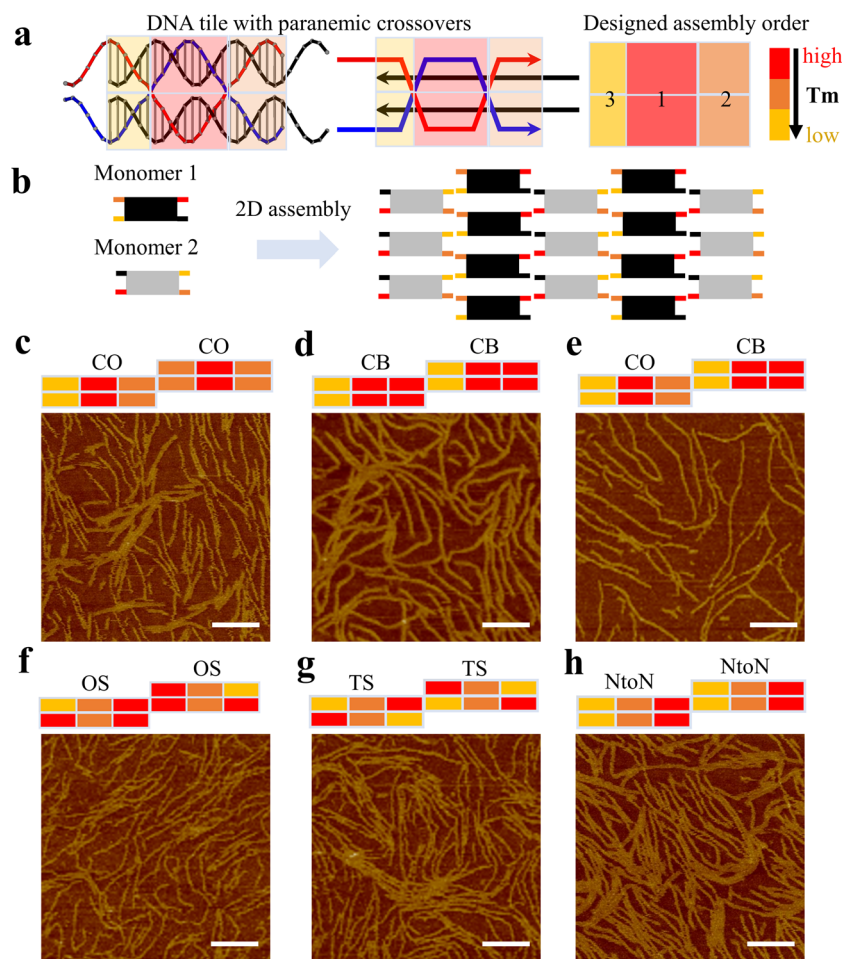 a
DNA tile with paranemic crossovers
Designed assembly order
3
1
2
high
Tm
low
b
Monomer 1
Monomer 2
2D assembly
c
CO
CO
d
CB
CB
e
CO
CB
f
OS
OS
g
TS
TS
h
NtoN
NtoN